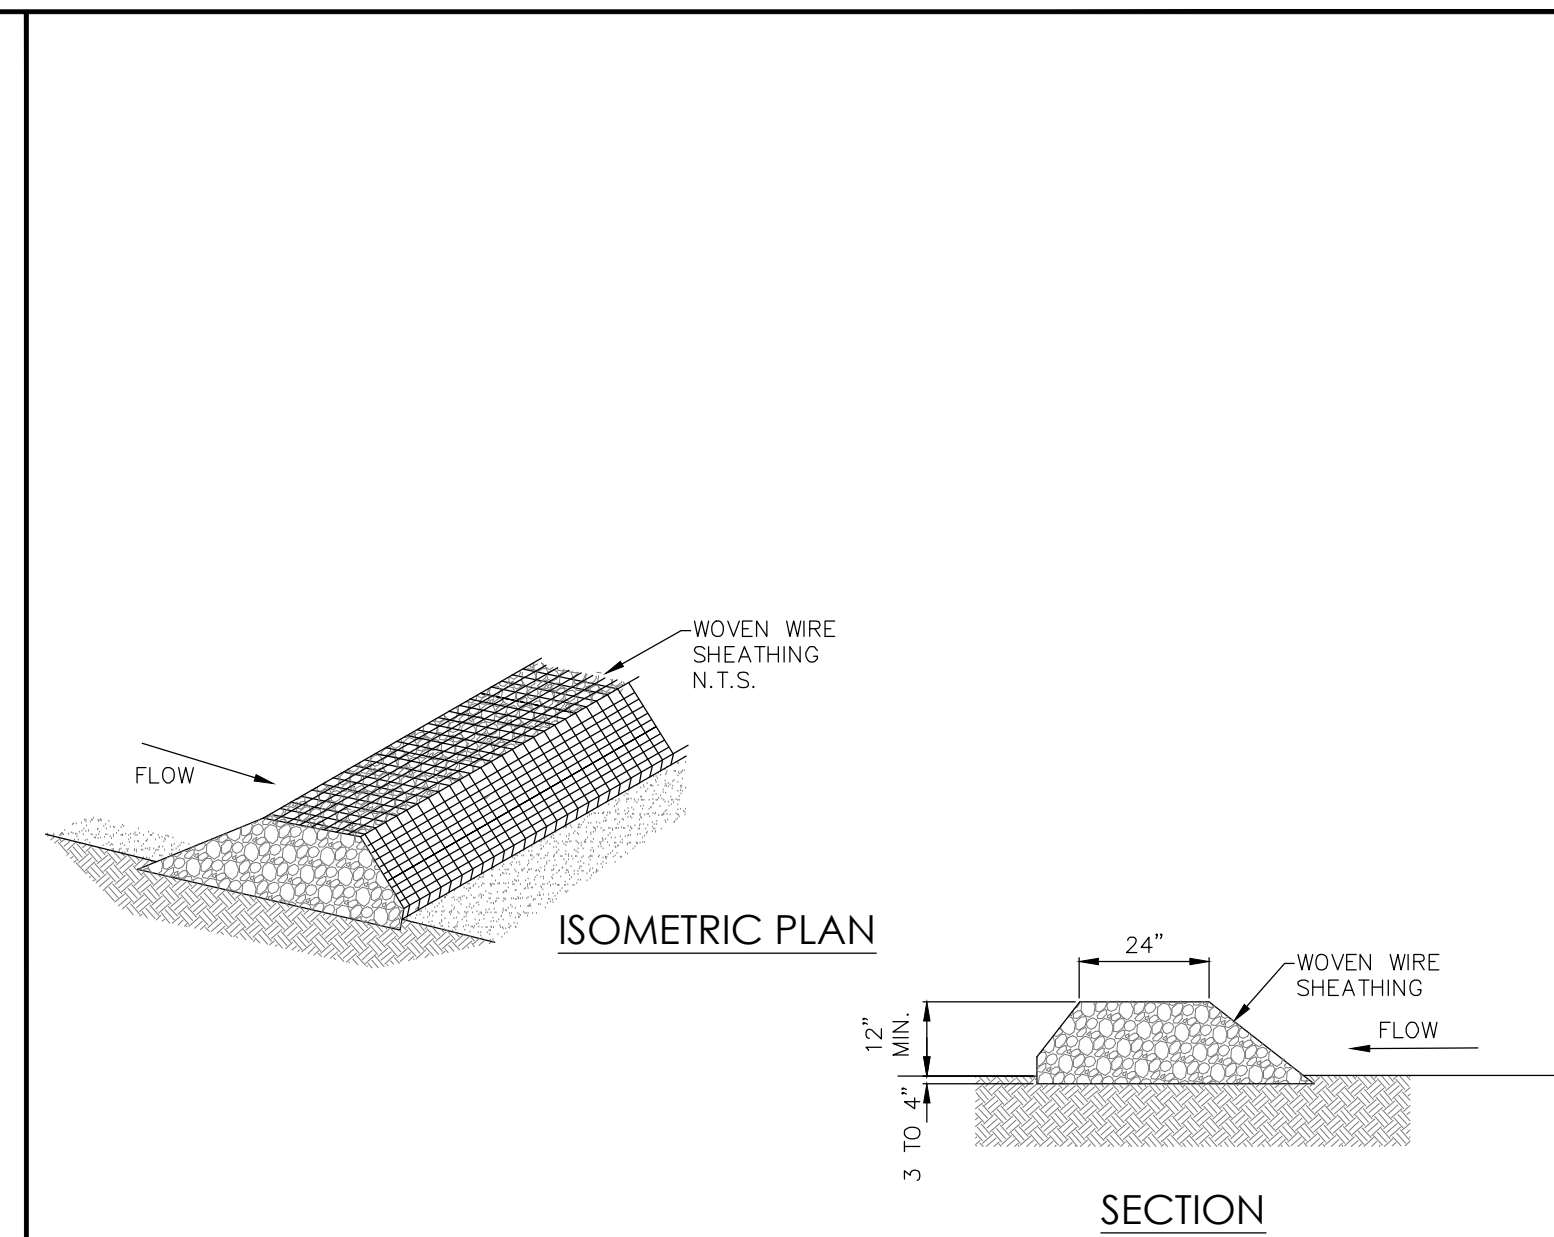 WOVEN WIRE
SHEATHING
N.T.S.
FLOW
ISOMETRIC PLAN
24"
WOVEN WIRE
SHEATHING
12"
MIN.
FLOW
3 TO 4"
SECTION